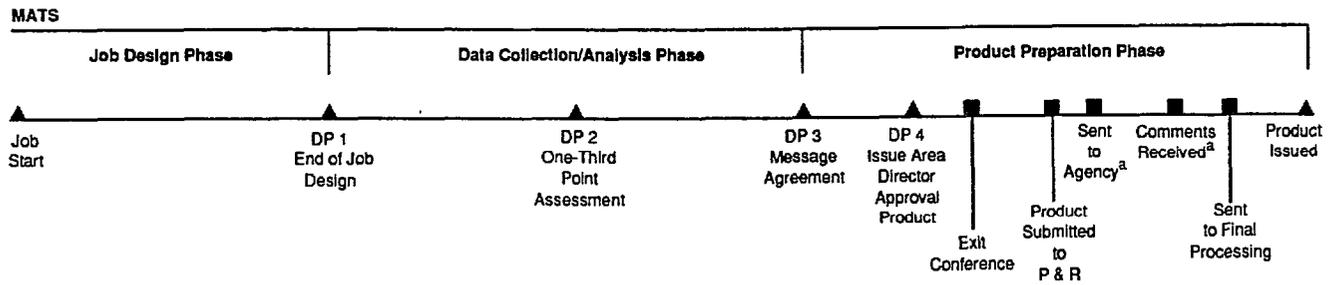 MATS
Job Design Phase
Data Collection/Analysis Phase
Product Preparation Phase
Job
Start
DP 1
End of Job
Design
DP 2
One-Third
Point
Assessment
DP 3
Message
Agreement
DP 4
Issue Area
Director
Approval
Product
Exit
Conference
Product
Submitted
to
P & R
Sent
to
Agencyª
Comments
Receivedª
Sent
to Final
Processing
Product
Issued